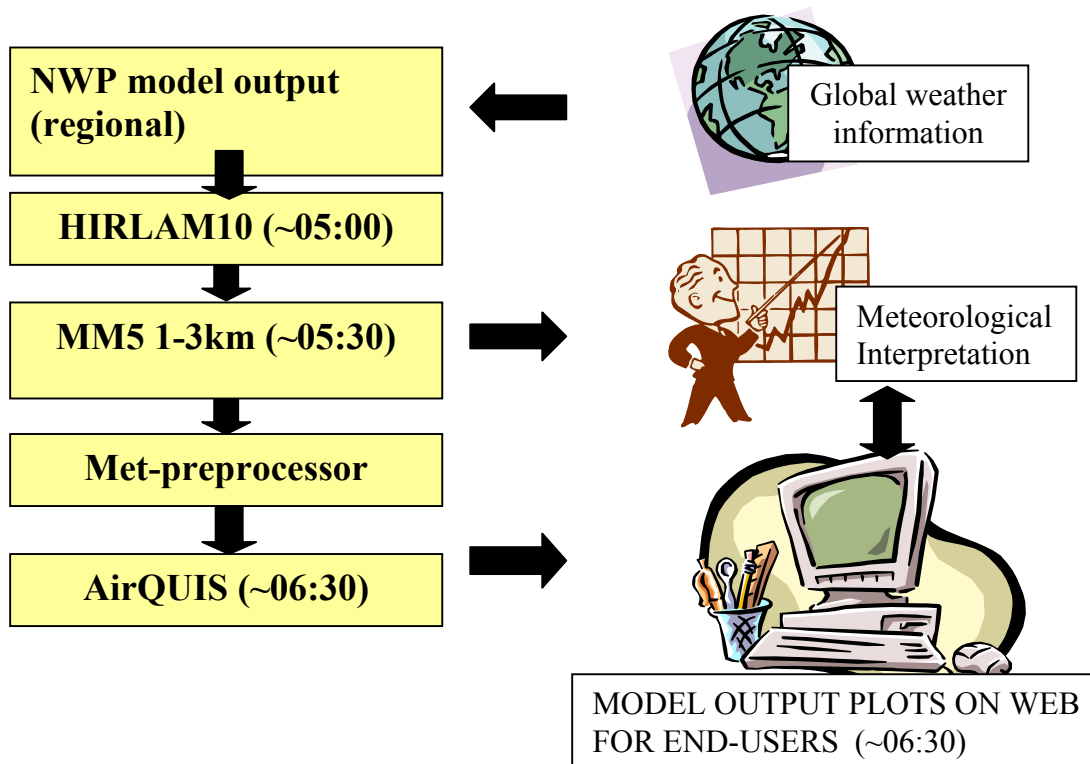 NWP model output
(regional)
Global weather
information
HIRLAM10 (~05:00)
MM5 1-3km (~05:30)
Meteorological
Interpretation
Met-preprocessor
AirQUIS (~06:30)
MODEL OUTPUT PLOTS ON WEB
FOR END-USERS (~06:30)